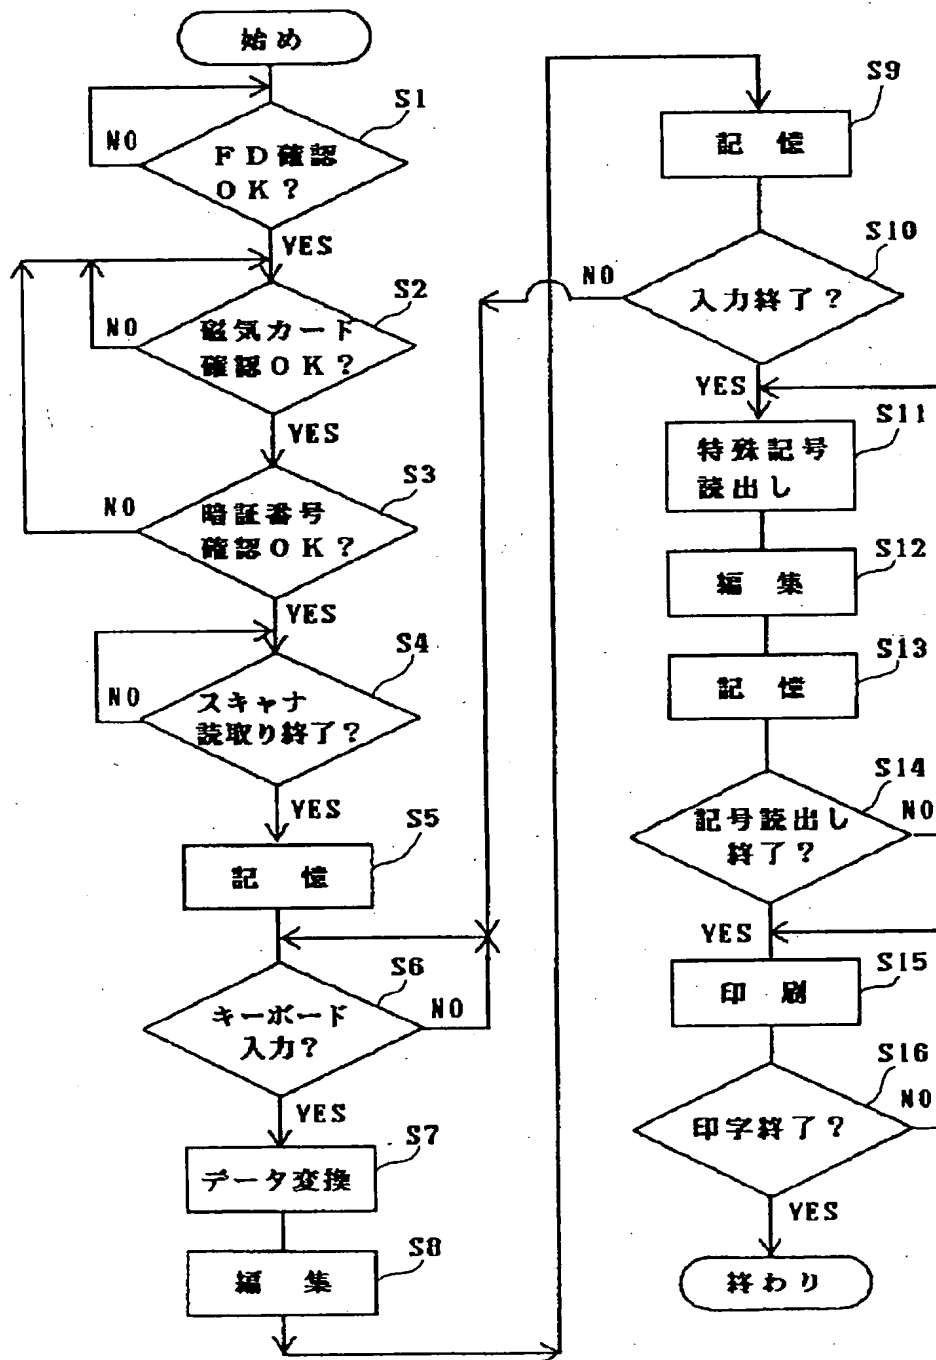 始め
S1
NO
FD確認
OK?
YES
S2
NO
磁気カード
確認OK?
YES
S3
NO
暗証番号
確認OK?
YES
S4
NO
スキャナ
読取り終了?
YES
S5
記 憶
S6
キーボード
入力?
NO
YES
S7
データ変換
S8
編 集
S9
記 憶
S10
NO
入力終了?
YES
S11
特殊記号
読出し
S12
編 集
S13
記 憶
S14
記号読出し
終了?
NO
YES
S15
印 刷
S16
印字終了?
NO
YES
終わり